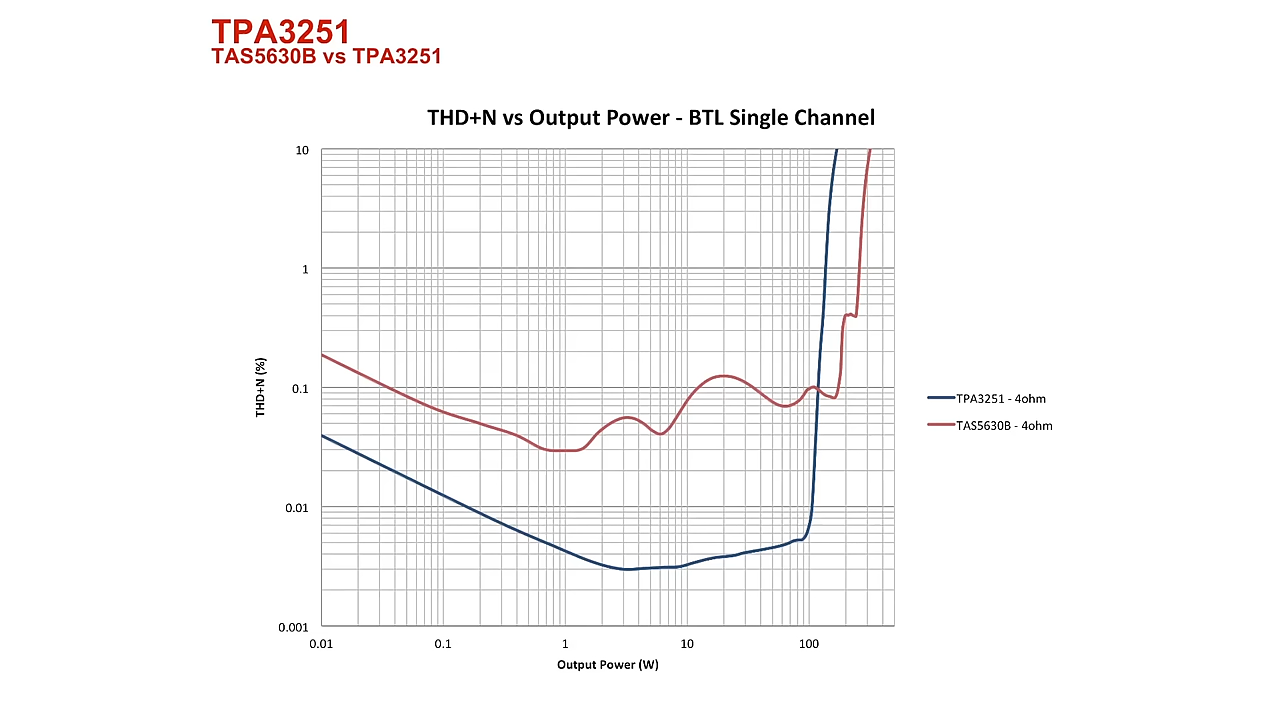 TPA3251
TAS5630B vs TPA3251
THD+N vs Output Power - BTL Single Channel
10
1
0.1
0.01
0.001
THD+N (%)
0.01 0.1 1 10 100
Output Power (W)
TPA3251 - 4ohm
TAS5630B - 4ohm